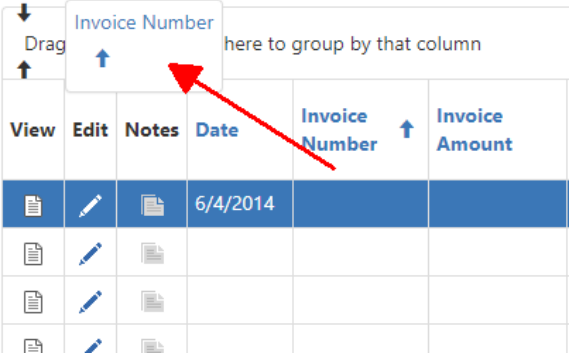 Invoice Number
Drag here to group by that column
View Edit Notes Date Invoice Number Invoice Amount
6/4/2014